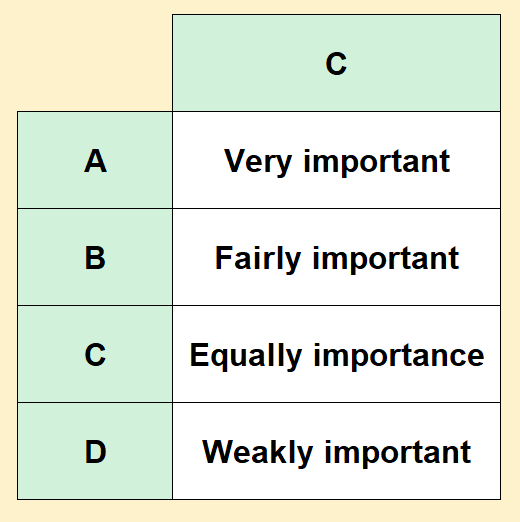 C
A Very important
B Fairly important
C Equally importance
D Weakly important